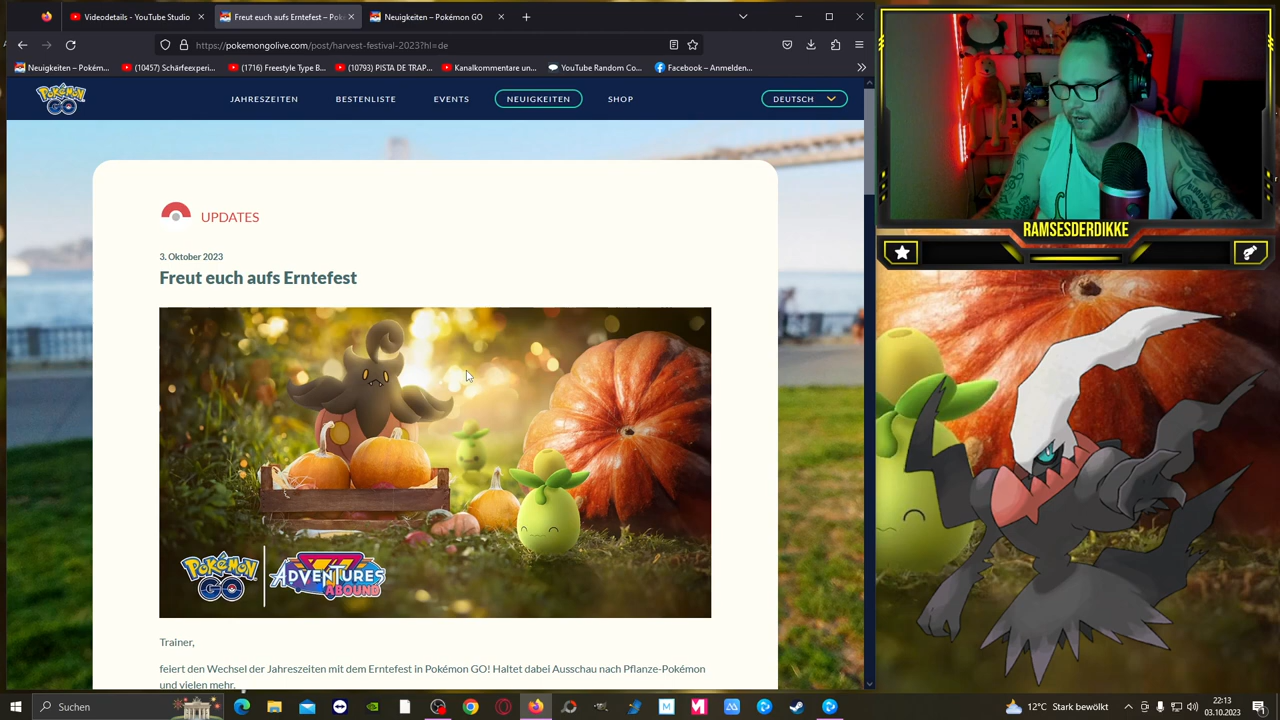 Videodetails - YouTube Studio
Freut euch aufs Erntefest – Pok
Neuigkeiten – Pokémon GO
https://pokemongolive.com/post/harvest-festival-2023?hl=de
Neuigkeiten – Pokém...
(10457) Schärfeexperi...
(1716) Freestyle Type B...
(10793) PISTA DE TRAP...
Kanalkommentare un...
YouTube Random Co...
Facebook – Anmelden...
POKÉMON GO
JAHRESZEITEN
BESTENLISTE
EVENTS
NEUIGKEITEN
SHOP
DEUTSCH
UPDATES
3. Oktober 2023
Freut euch aufs Erntefest
POKÉMON GO
ADVENTURES ABOUND
Trainer,
feiert den Wechsel der Jahreszeiten mit dem Erntefest in Pokémon GO! Haltet dabei Ausschau nach Pflanze-Pokémon
und vielen mehr.
RAMSESDERDIKKE
Suchen
12°C Stark bewölkt
22:13
03.10.2023